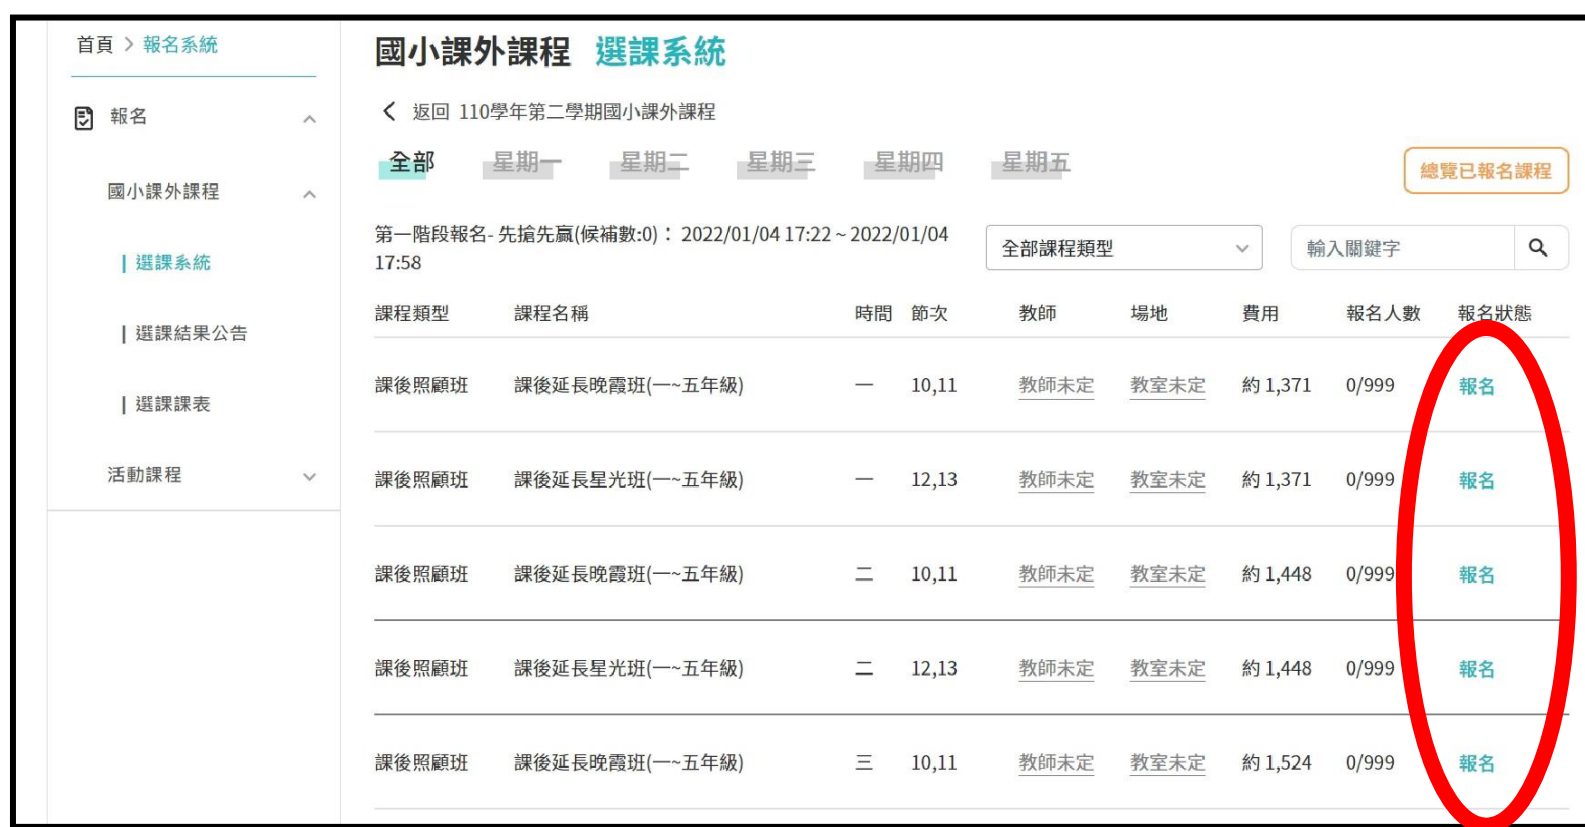 首頁 > 報名系統
報名
國小課外課程
| 選課系統
| 選課結果公告
| 選課課表
活動課程
國小課外課程 選課系統
< 返回 110學年第二學期國小課外課程
全部 星期一 星期二 星期三 星期四 星期五
總覽已報名課程
第一階段報名- 先搶先贏(候補數:0)： 2022/01/04 17:22 ~ 2022/01/04
17:58
全部課程類型
輸入關鍵字
課程類型 課程名稱 時間 節次 教師 場地 費用 報名人數 報名狀態
課後照顧班 課後延長晚霞班(一~五年級) 一 10,11 教師未定 教室未定 約 1,371 0/999 報名
課後照顧班 課後延長星光班(一~五年級) 一 12,13 教師未定 教室未定 約 1,371 0/999 報名
課後照顧班 課後延長晚霞班(一~五年級) 二 10,11 教師未定 教室未定 約 1,448 0/999 報名
課後照顧班 課後延長星光班(一~五年級) 二 12,13 教師未定 教室未定 約 1,448 0/999 報名
課後照顧班 課後延長晚霞班(一~五年級) 三 10,11 教師未定 教室未定 約 1,524 0/999 報名